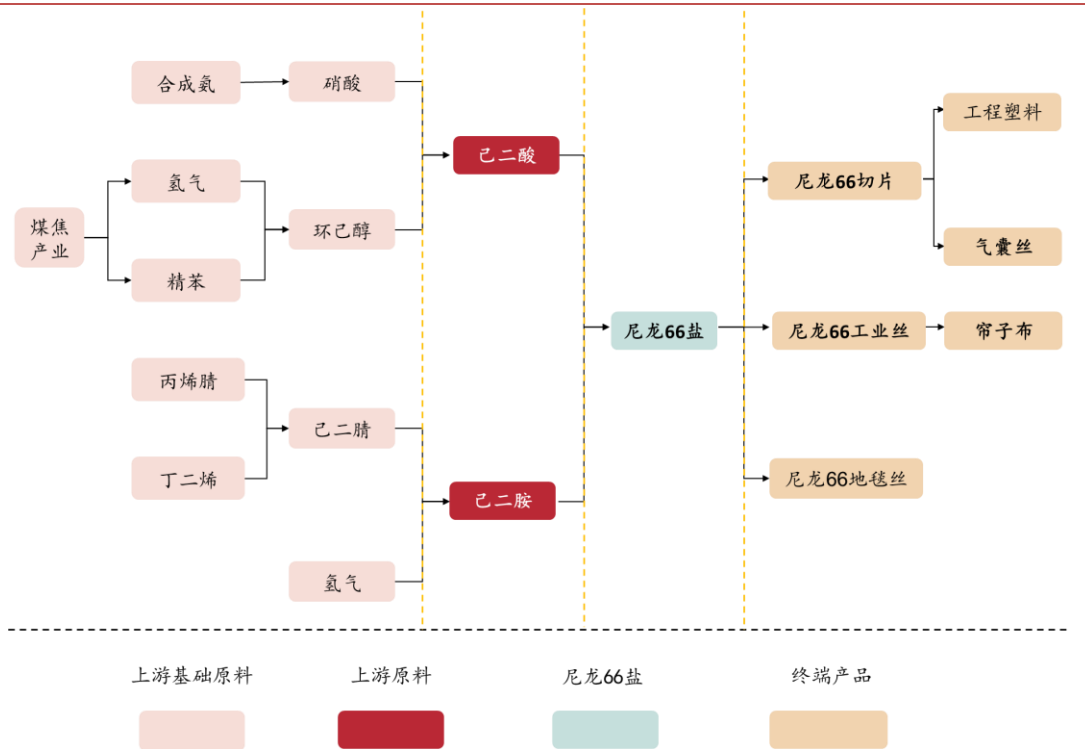 合成氨
硝酸
工程塑料
己二酸
氢气
尼龙66切片
煤焦
产业
环己醇
气囊丝
精苯
尼龙66盐
尼龙66工业丝
帘子布
丙烯腈
己二腈
丁二烯
尼龙66地毯丝
己二胺
氢气
上游基础原料
上游原料
尼龙66盐
终端产品